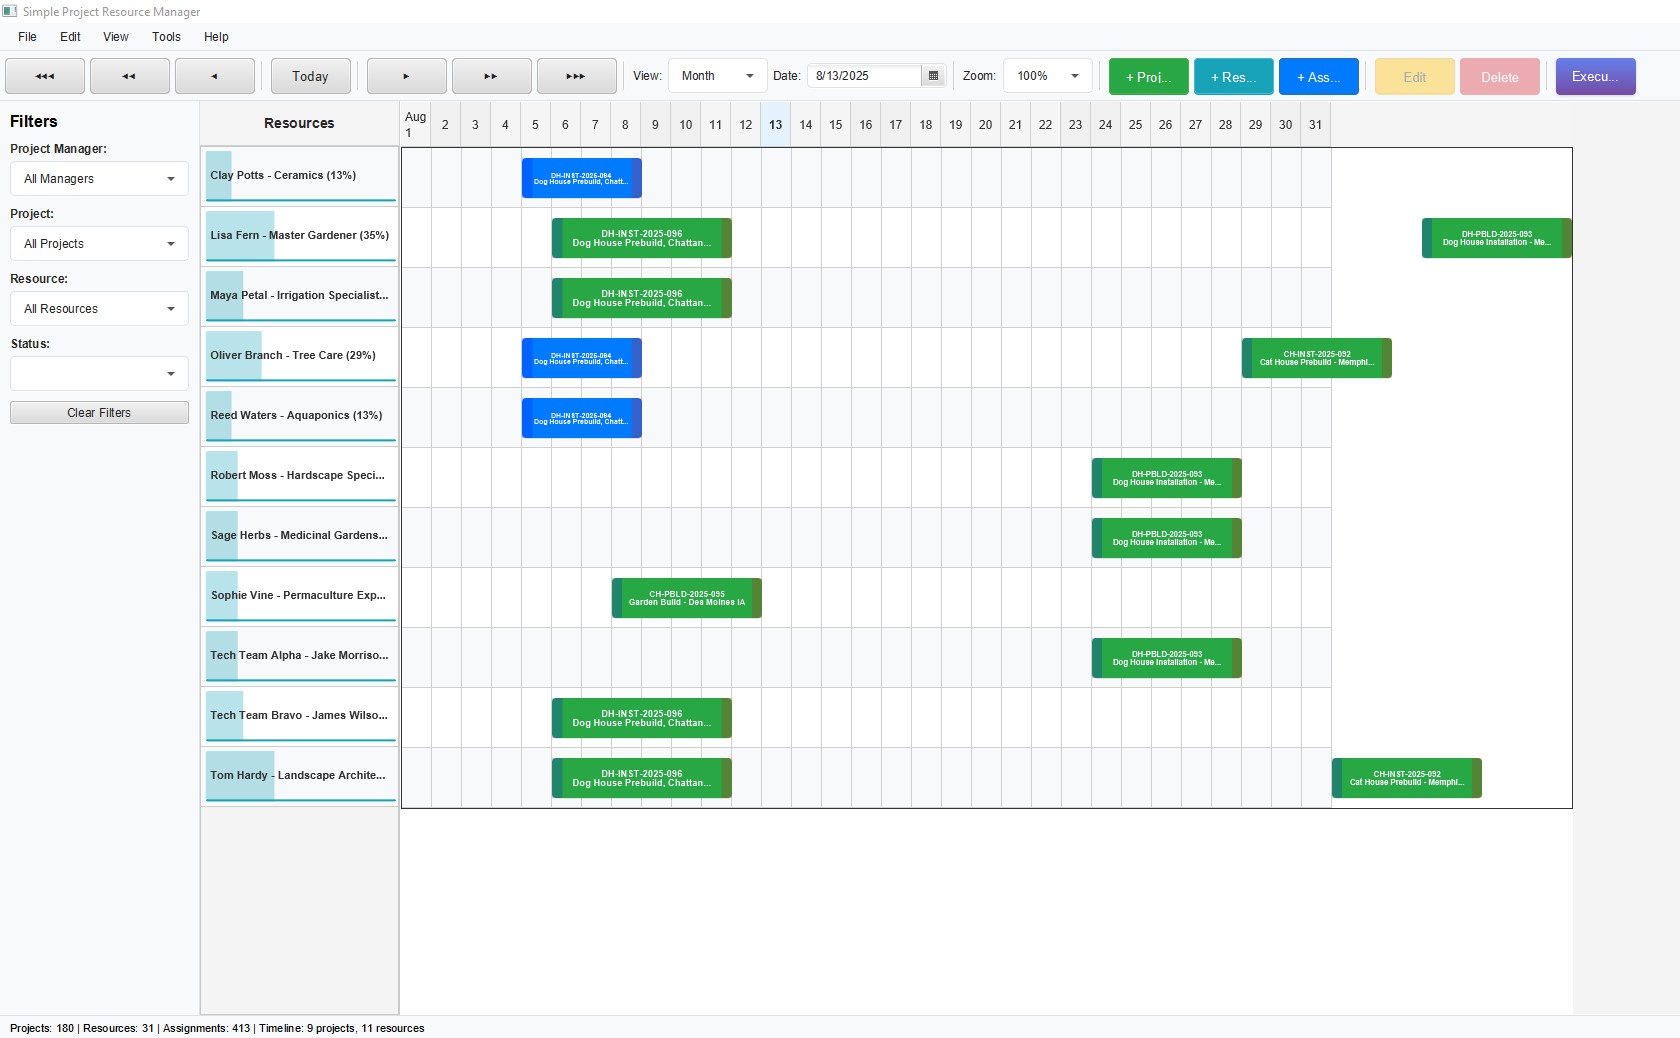 Simple Project Resource Manager
File Edit View Tools Help
Today View: Month Date: 8/13/2025 Zoom: 100% + Proj... + Res... + Ass... Edit Delete Execu...
Filters
Project Manager:
All Managers
Project:
All Projects
Resource:
All Resources
Status:
Clear Filters
Resources
Aug 1 2 3 4 5 6 7 8 9 10 11 12 13 14 15 16 17 18 19 20 21 22 23 24 25 26 27 28 29 30 31
Clay Potts - Ceramics (13%)
DH-INST-2025-094
Dog House Prebuild, Chatt...
Lisa Fern - Master Gardener (35%)
DH-INST-2025-096
Dog House Prebuild, Chattan...
DH-PBLD-2025-093
Dog House Installation - Me...
Maya Petal - Irrigation Specialist...
DH-INST-2025-096
Dog House Prebuild, Chattan...
Oliver Branch - Tree Care (29%)
DH-INST-2025-094
Dog House Prebuild, Chatt...
CH-INST-2025-092
Cat House Prebuild - Memphi...
Reed Waters - Aquaponics (13%)
DH-INST-2025-094
Dog House Prebuild, Chatt...
Robert Moss - Hardscape Speci...
DH-PBLD-2025-093
Dog House Installation - Me...
Sage Herbs - Medicinal Gardens...
DH-PBLD-2025-093
Dog House Installation - Me...
Sophie Vine - Permaculture Exp...
CH-PBLD-2025-095
Garden Build - Des Moines IA
Tech Team Alpha - Jake Morriso...
DH-PBLD-2025-093
Dog House Installation - Me...
Tech Team Bravo - James Wilso...
DH-INST-2025-096
Dog House Prebuild, Chattan...
Tom Hardy - Landscape Archite...
DH-INST-2025-096
Dog House Prebuild, Chattan...
CH-INST-2025-092
Cat House Prebuild - Memphi...
Projects: 180 | Resources: 31 | Assignments: 413 | Timeline: 9 projects, 11 resources